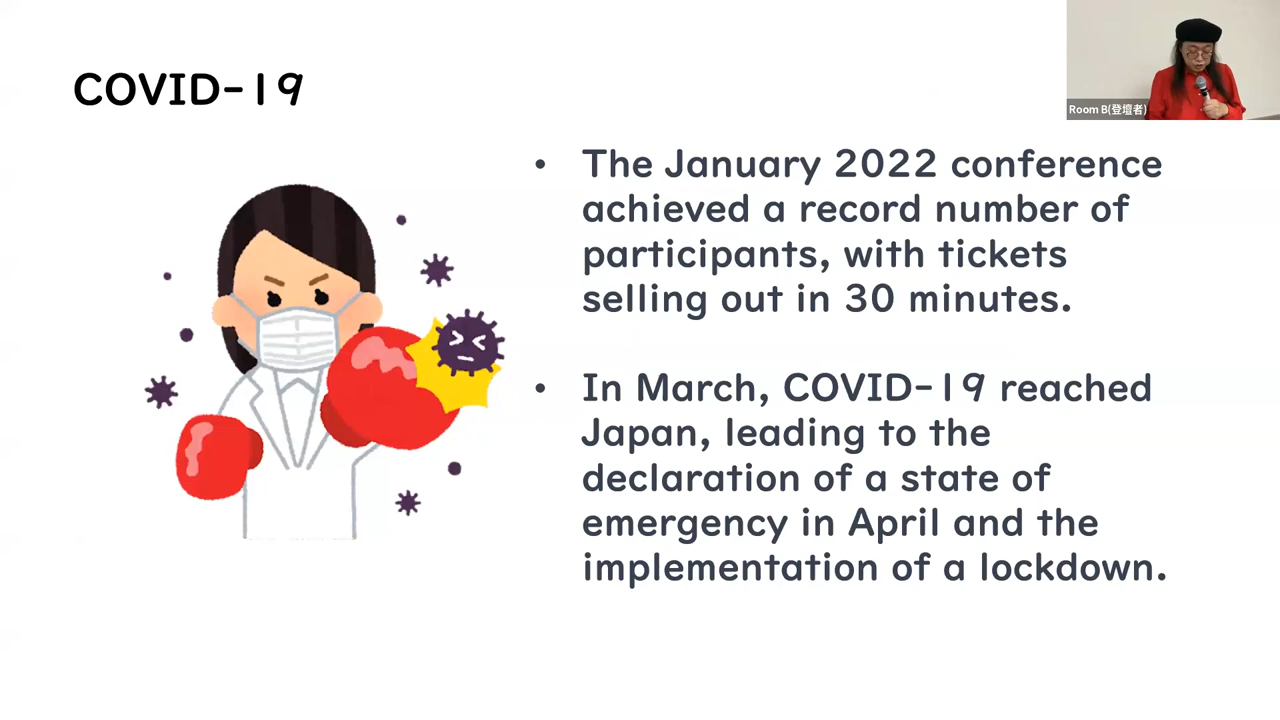 COVID-19
Room B(登壇者)
• The January 2022 conference
achieved a record number of
participants, with tickets
selling out in 30 minutes.
• In March, COVID-19 reached
Japan, leading to the
declaration of a state of
emergency in April and the
implementation of a lockdown.